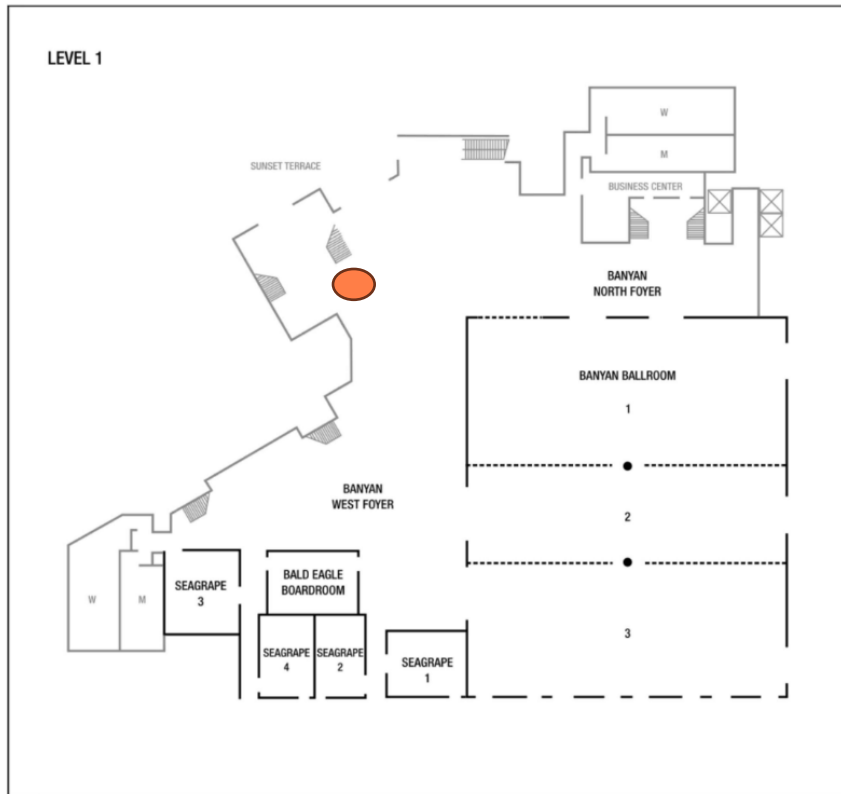 LEVEL 1
W
M
SUNSET TERRACE
BUSINESS CENTER
BANYAN
NORTH FOYER
BANYAN BALLROOM
1
BANYAN
WEST FOYER
2
BALD EAGLE
BOARDROOM
SEAGRAPE
3
W
M
SEAGRAPE
4
SEAGRAPE
2
SEAGRAPE
1
3